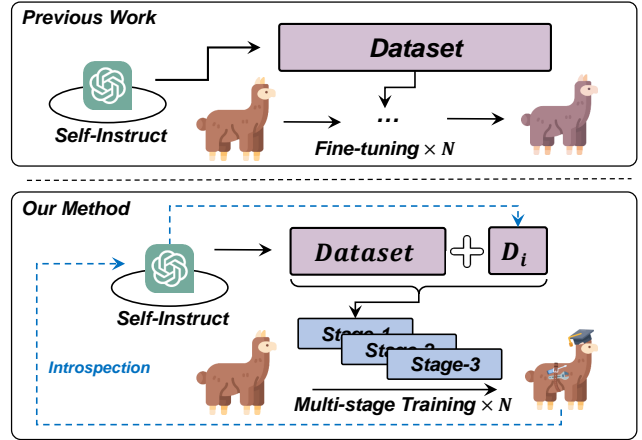 Previous Work
Dataset
Self-Instruct
...
Fine-tuning × N
Our Method
Dataset
D_i
Self-Instruct
Stage-1
Stage-2
Stage-3
Introspection
Multi-stage Training × N